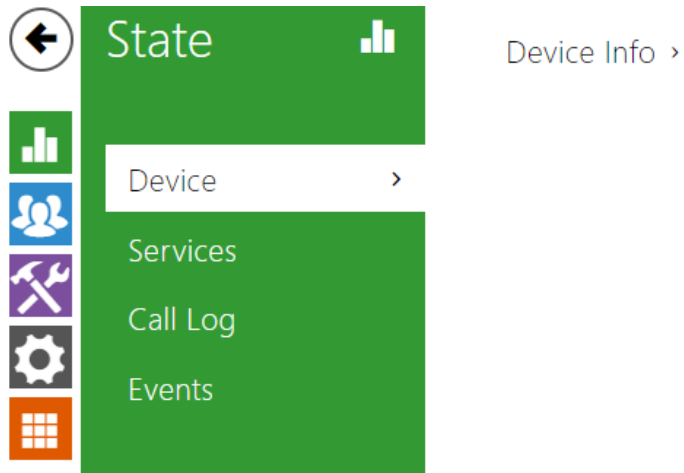 State
Device Info ›
Device ›
Services
Call Log
Events